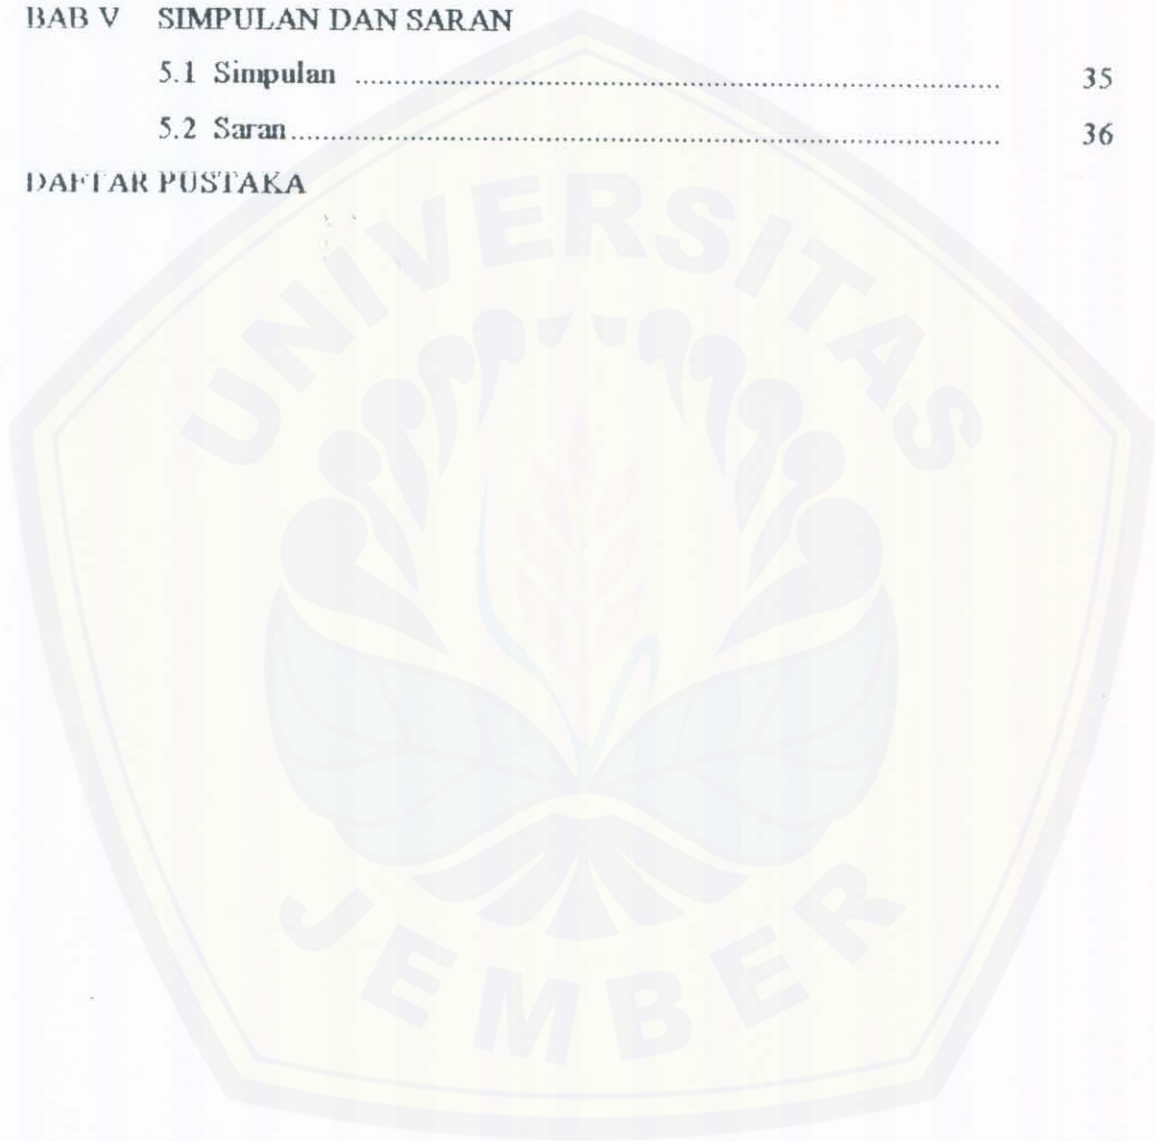 BAB V SIMPULAN DAN SARAN
5.1 Simpulan ........................................................................ 35
5.2 Saran ........................................................................ 36
DAFTAR PUSTAKA
UNIVERSITAS
JEMBER